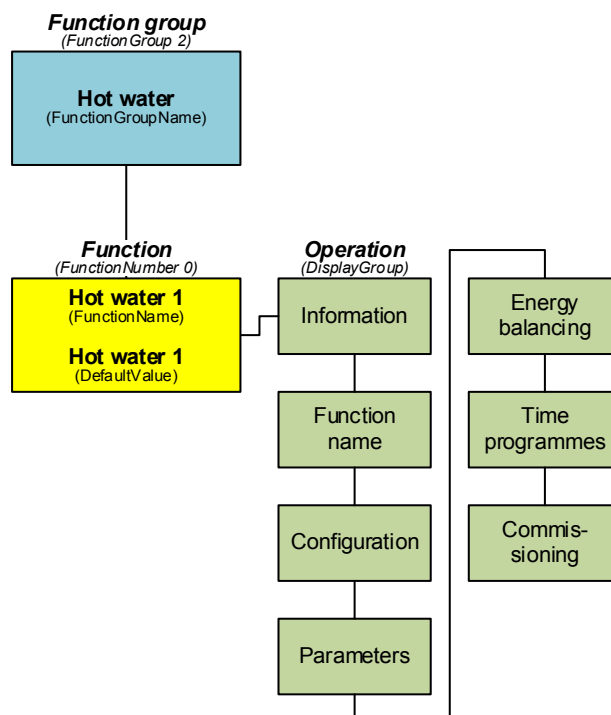 Function group
(FunctionGroup 2)
Hot water
(FunctionGroupName)
Function
(FunctionNumber 0)
Hot water 1
(FunctionName)
Hot water 1
(DefaultValue)
Operation
(DisplayGroup)
Information
Function
name
Configuration
Parameters
Energy
balancing
Time
programmes
Commis-
sioning